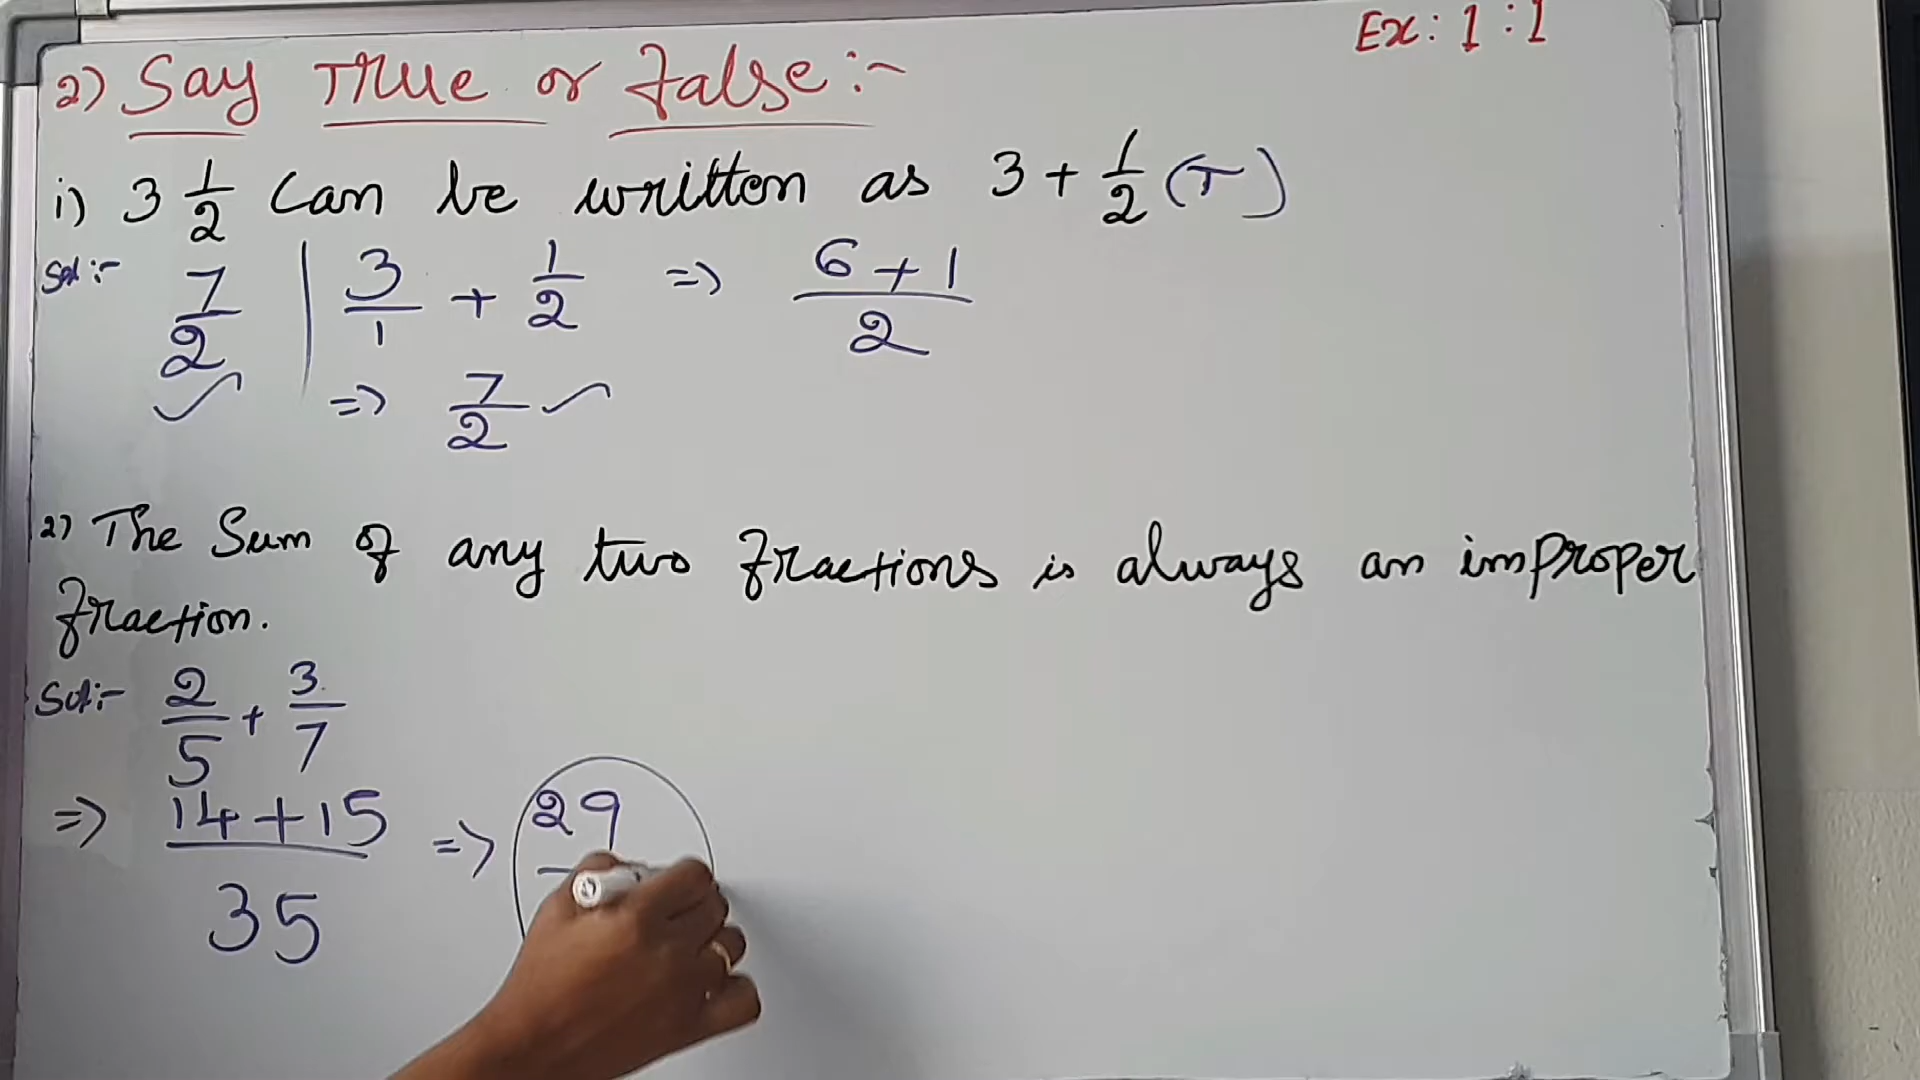 Ex: 1:1
2) Say True or False:-
i) 3 1/2 can be written as 3 + 1/2 (T)
Sol:- 7/2 | 3/1 + 1/2 => 6+1/2
=> 7/2
2) The Sum of any two fractions is always an improper
fraction.
Sol:- 2/5 + 3/7
=> 14+15/35 => 29